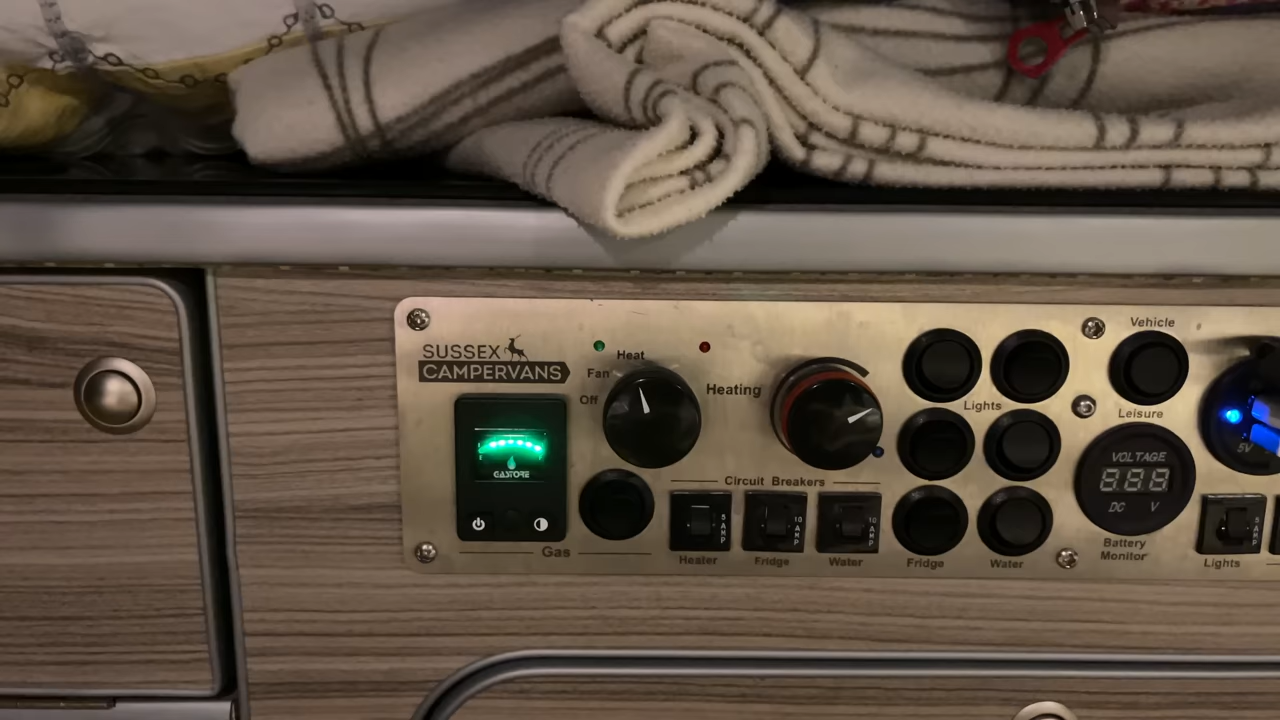 SUSSEX
CAMPERVANS
Heat
Fan
Off
Heating
Lights
Vehicle
Leisure
5V
VOLTAGE
888
DC V
Battery
Monitor
E
GASTORE
Gas
Circuit Breakers
5 AMP
10 AMP
10 AMP
Heater
Fridge
Water
Fridge
Water
5 AMP
Lights